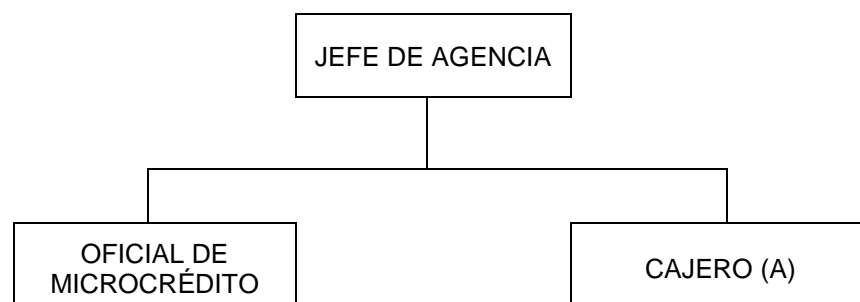 JEFE DE AGENCIA
OFICIAL DE
MICROCRÉDITO
CAJERO (A)